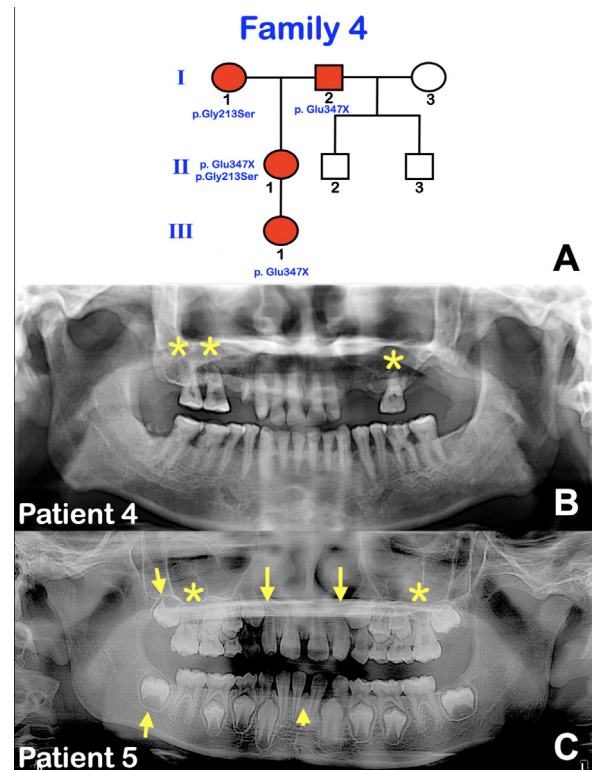 Family 4
I
1
2
3
p.Gly213Ser
p. Glu347X
II
p. Glu347X
p.Gly213Ser
1
2
3
III
1
p. Glu347X
A
Patient 4
B
Patient 5
C